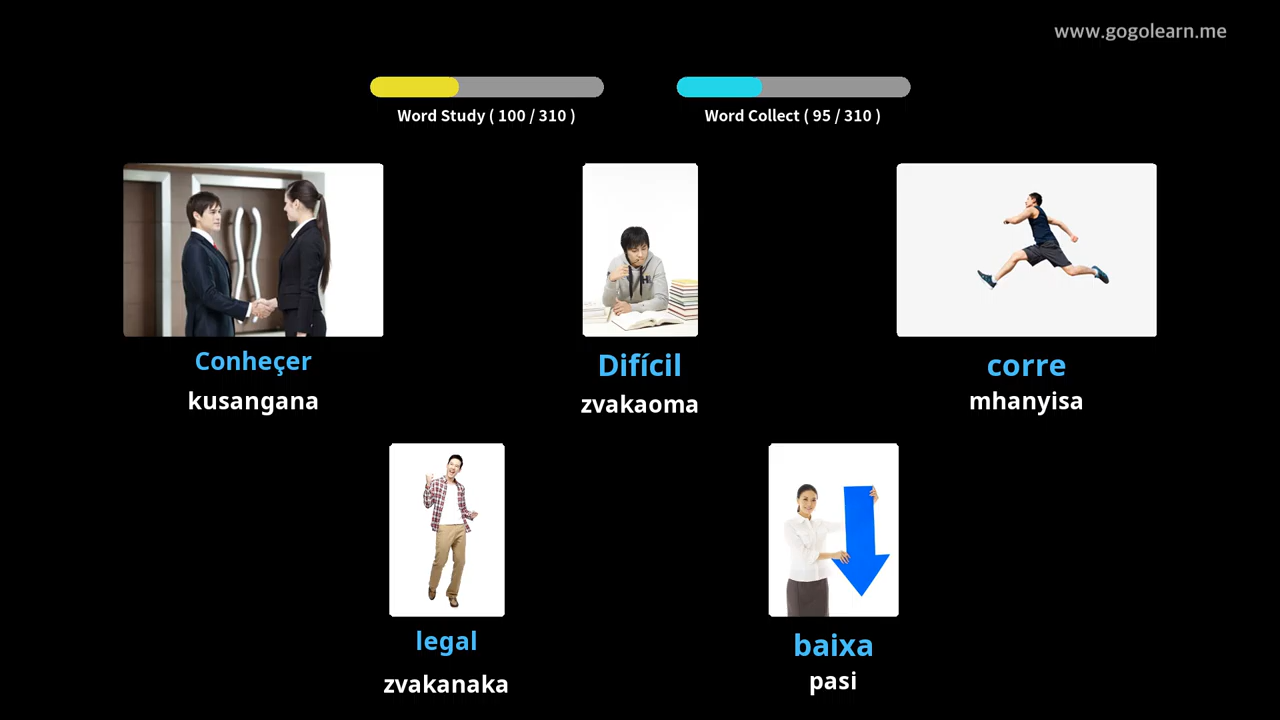 www.gogolearn.me
Word Study ( 100 / 310 )
Word Collect ( 95 / 310 )
Conheçer
kusangana
Difícil
zvakaoma
corre
mhanyisa
legal
zvakanaka
baixa
pasi